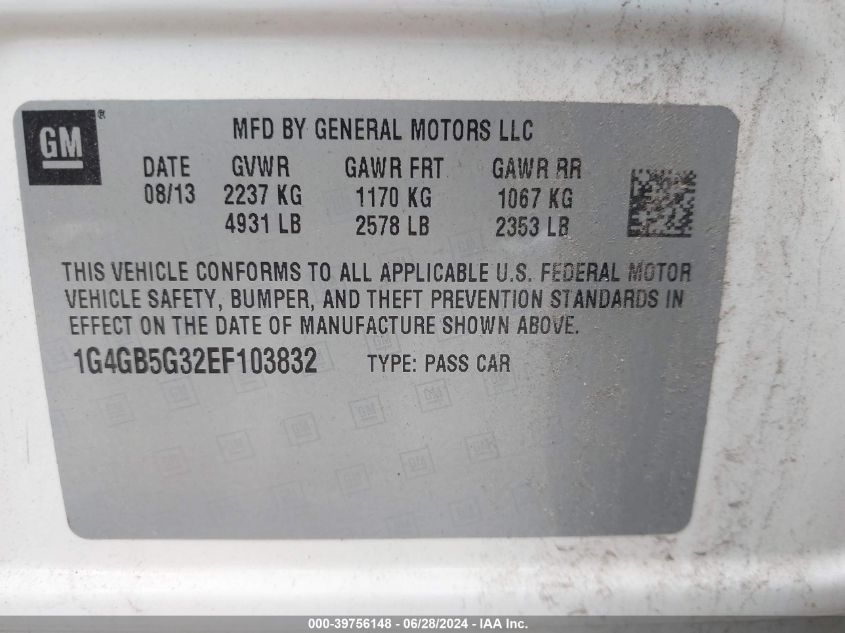 GM®
MFD BY GENERAL MOTORS LLC
DATE GVWR GAWR FRT GAWR RR
08/13 2237 KG 1170 KG 1067 KG
4931 LB 2578 LB 2353 LB
THIS VEHICLE CONFORMS TO ALL APPLICABLE U.S. FEDERAL MOTOR
VEHICLE SAFETY, BUMPER, AND THEFT PREVENTION STANDARDS IN
EFFECT ON THE DATE OF MANUFACTURE SHOWN ABOVE.
1G4GB5G32EF103832 TYPE: PASS CAR
000-39756148 - 06/28/2024 - IAA Inc.